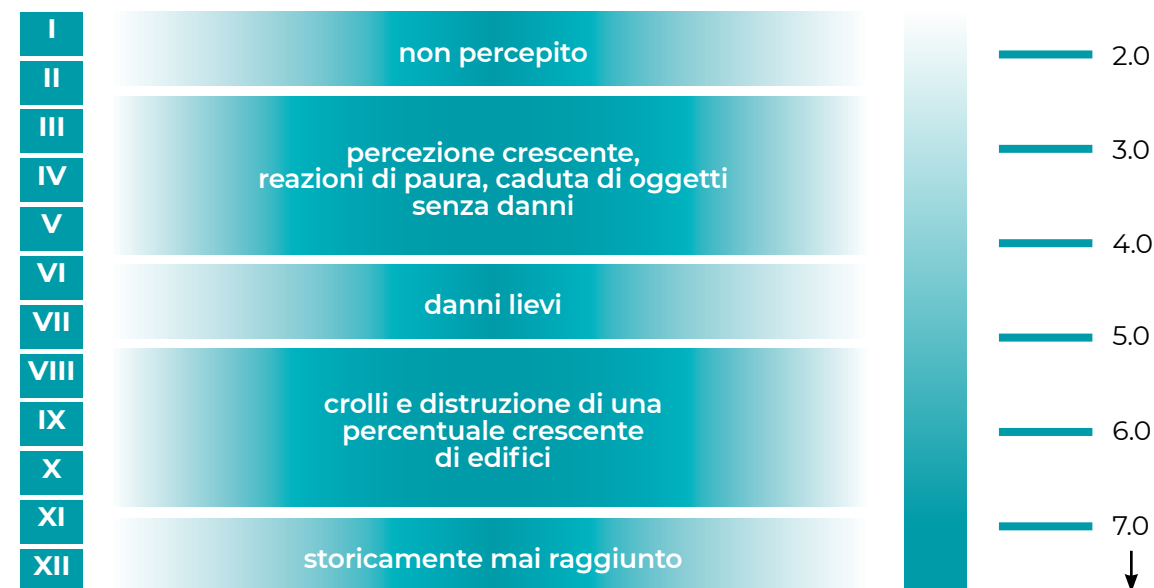 I
II
III
IV
V
VI
VII
VIII
IX
X
XI
XII
non percepito
percezione crescente,
reazioni di paura, caduta di oggetti
senza danni
danni lievi
crolli e distruzione di una
percentuale crescente
di edifici
storicamente mai raggiunto
2.0
3.0
4.0
5.0
6.0
7.0